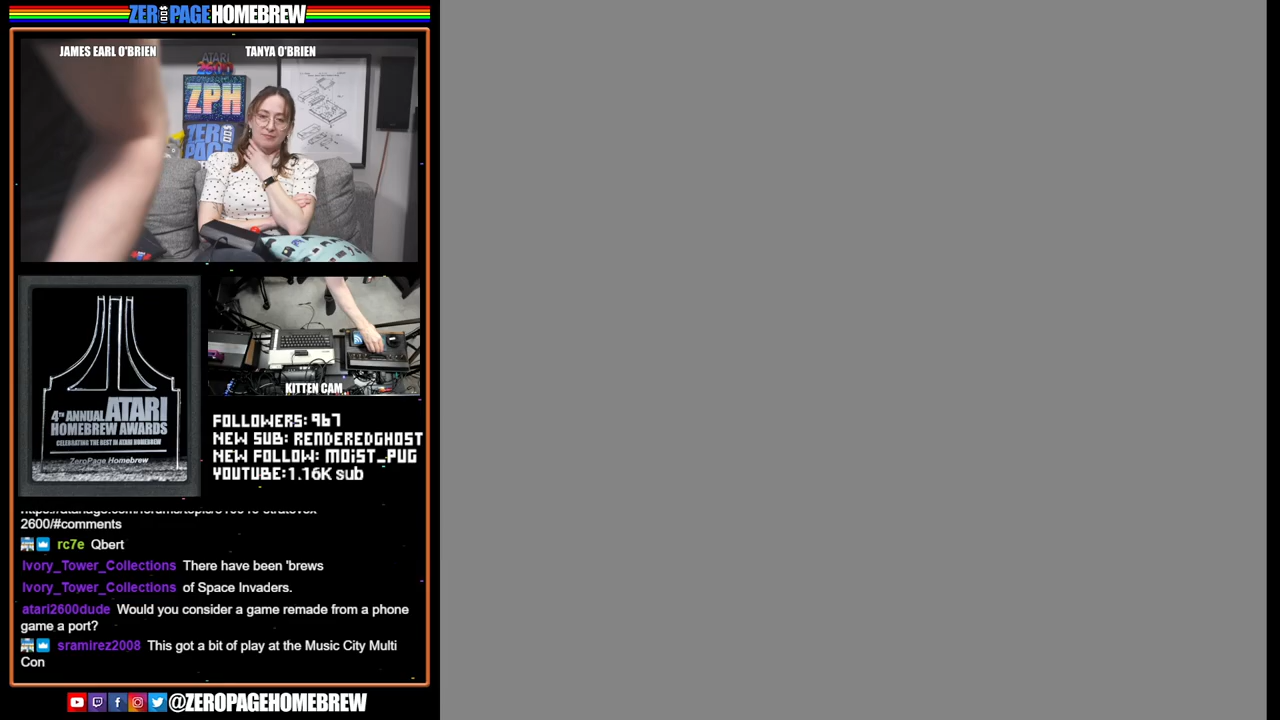 ZEROPAGEHOMEBREW
JAMES EARL O'BRIEN
TANYA O'BRIEN
ATARI
ZPH
ZERO
PAGE
4TH ANNUAL ATARI
HOMEBREW AWARDS
CELEBRATING THE BEST IN ATARI HOMEBREW
ZeroPage Homebrew
KITTEN CAM
FOLLOWERS: 967
NEW SUB: RENDEREDGHOST
NEW FOLLOW: MOIST_PUG
YOUTUBE:1.16K sub
2600/#comments
rc7e Qbert
Ivory_Tower_Collections There have been 'brews
Ivory_Tower_Collections of Space Invaders.
atari2600dude Would you consider a game remade from a phone
game a port?
sramirez2008 This got a bit of play at the Music City Multi
Con
@ZEROPAGEHOMEBREW